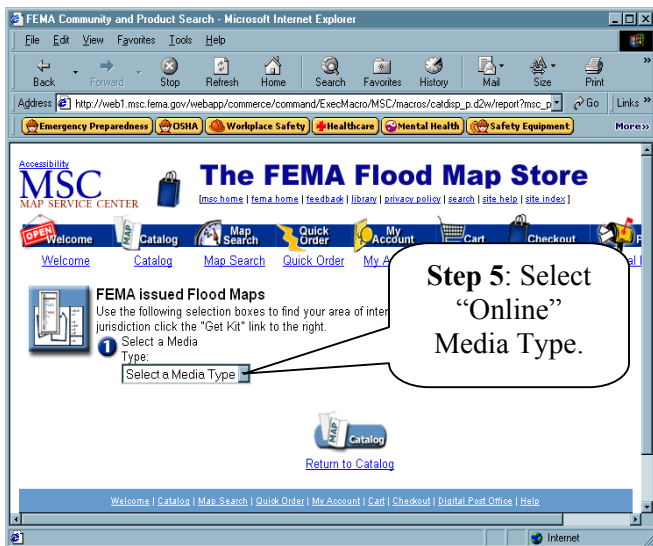 FEMA Community and Product Search - Microsoft Internet Explorer
File Edit View Favorites Tools Help
Back Forward Stop Refresh Home Search Favorites History Mail Size Print »
Address http://web1.msc.fema.gov/webapp/commerce/command/ExecMacro/MSC/macros/catdisp_p.d2w/report?msc_p Go Links »
Emergency Preparedness OSHA Workplace Safety Healthcare Mental Health Safety Equipment More»
Accessibility
MSC
MAP SERVICE CENTER
The FEMA Flood Map Store
[msc home | fema home | feedback | library | privacy policy | search | site help | site index ]
OPEN Welcome MAP Catalog Map Search Quick Order My Account Cart Checkout P
Welcome Catalog Map Search Quick Order My A al
Step 5: Select
“Online”
Media Type.
FEMA issued Flood Maps
Use the following selection boxes to find your area of inter
jurisdiction click the "Get Kit" link to the right.
1 Select a Media
Type:
Select a Media Type
MAP Catalog
Return to Catalog
Welcome | Catalog | Map Search | Quick Order | My Account | Cart | Checkout | Digital Post Office | Help
Internet